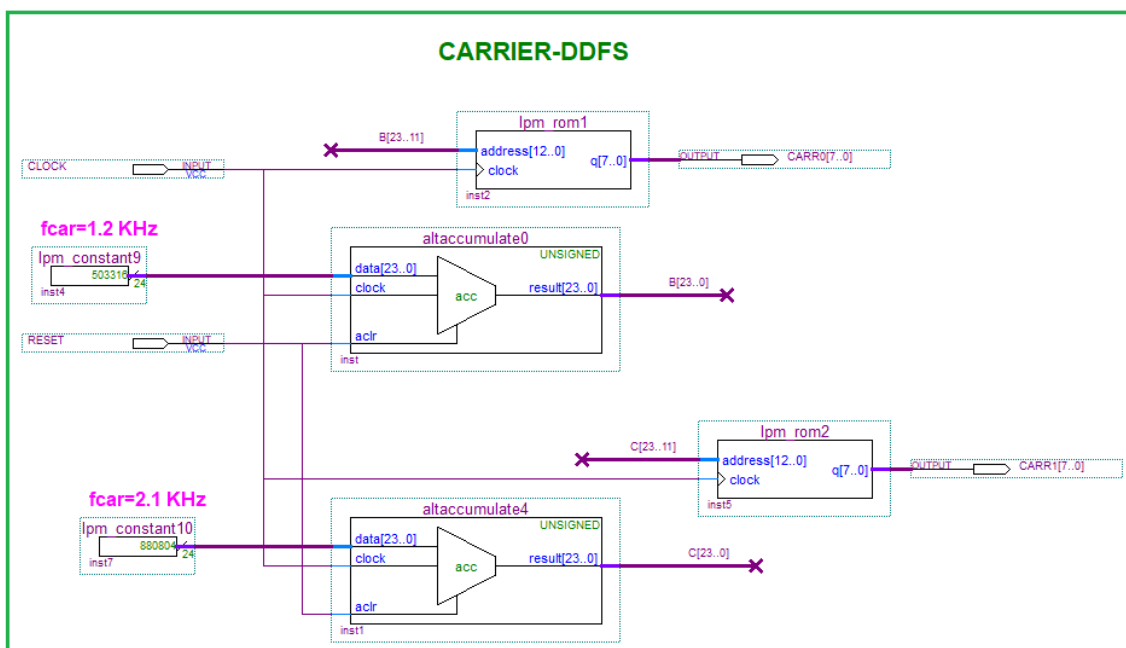 CARRIER-DDFS
lpm_rom1
B[23..11]
address[12..0]
q[7..0]
clock
inst2
OUTPUT
CARR0[7..0]
CLOCK
INPUT
VCC
fcar=1.2 KHz
lpm_constant9
503316
24
inst4
altaccumulate0
UNSIGNED
data[23..0]
clock
acc
result[23..0]
aclr
inst
B[23..0]
RESET
INPUT
VCC
lpm_rom2
C[23..11]
address[12..0]
q[7..0]
clock
inst5
OUTPUT
CARR1[7..0]
fcar=2.1 KHz
lpm_constant10
880804
24
inst7
altaccumulate4
UNSIGNED
data[23..0]
clock
acc
result[23..0]
aclr
inst1
C[23..0]